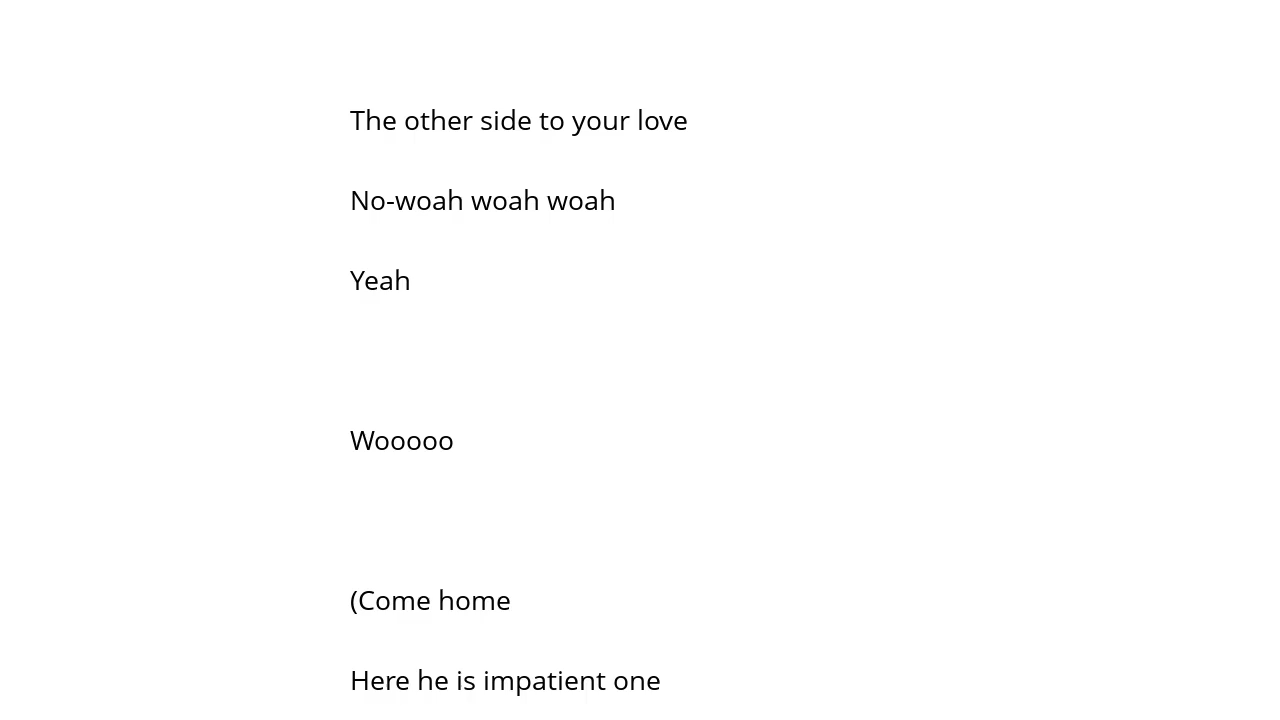 The other side to your love
No-woah woah woah
Yeah
Wooooo
(Come home
Here he is impatient one